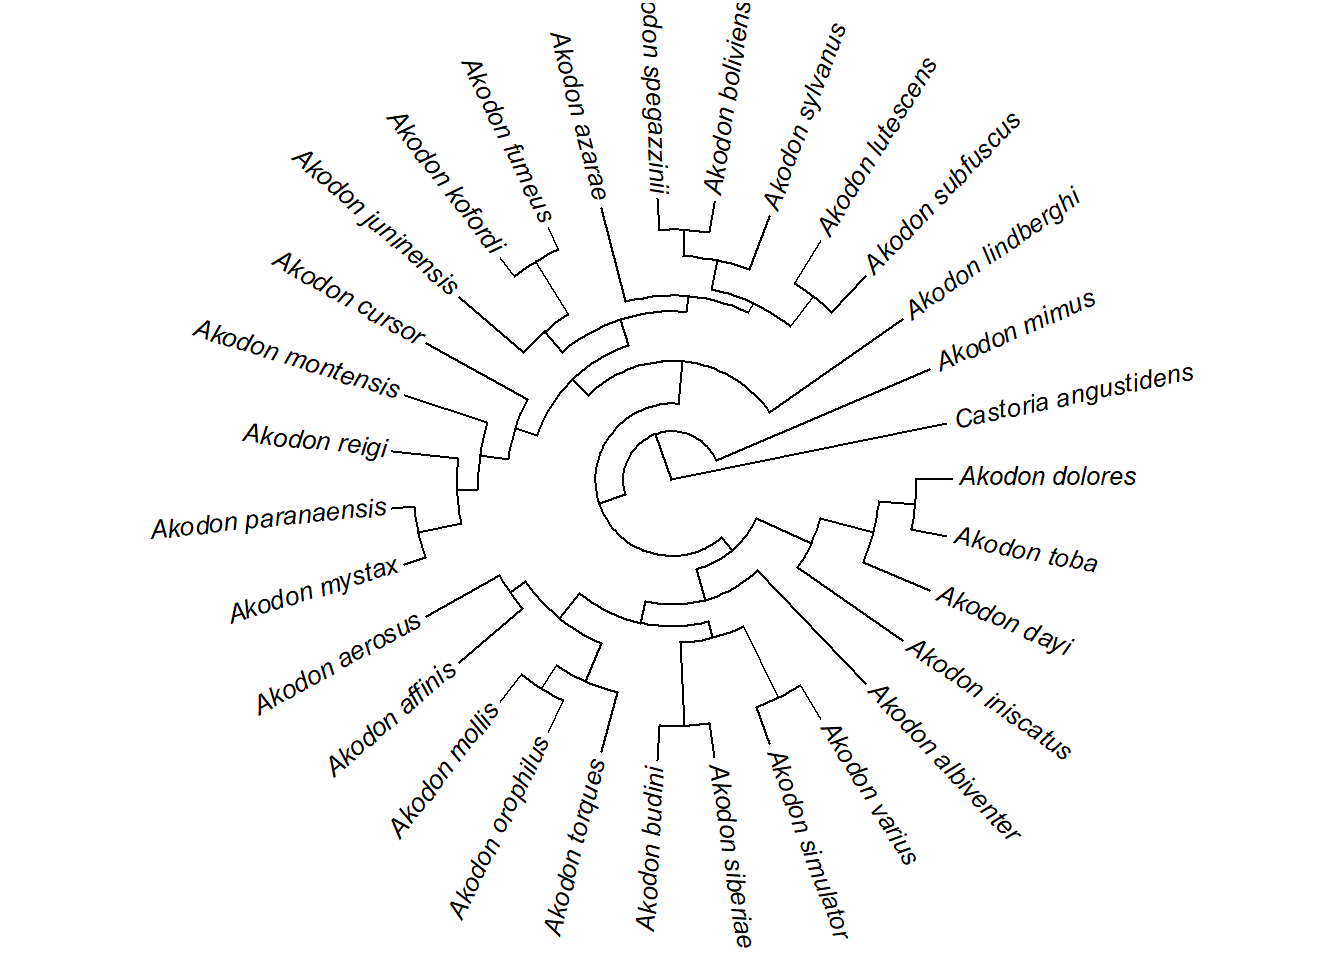 odon spegazzinii
Akodon boliviens
Akodon sylvanus
Akodon lutescens
Akodon subfuscus
Akodon lindberghi
Akodon mimus
Castoria angustidens
Akodon dolores
Akodon toba
Akodon dayi
Akodon iniscatus
Akodon albiventer
Akodon varius
Akodon simulator
Akodon siberiae
Akodon budini
Akodon torques
Akodon orophilus
Akodon mollis
Akodon affinis
Akodon aerosus
Akodon mystax
Akodon paranaensis
Akodon reigi
Akodon montensis
Akodon cursor
Akodon juninensis
Akodon kofordi
Akodon fumeus
Akodon azarae